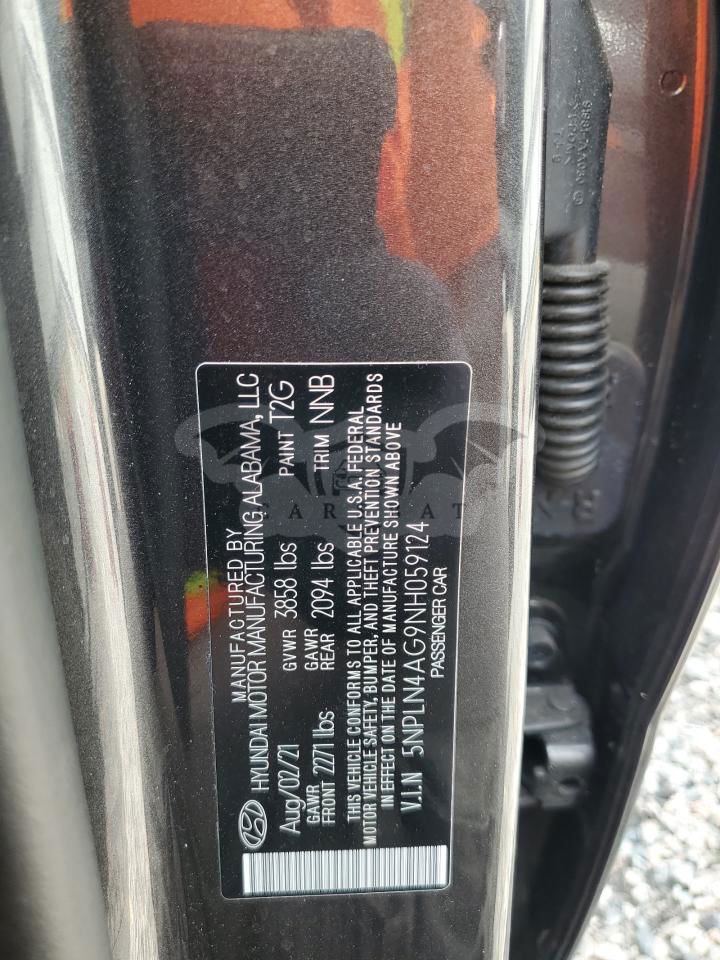 MANUFACTURED BY
HYUNDAI MOTOR MANUFACTURING ALABAMA, LLC
Aug/02/21 GVWR 3858 lbs PAINT T2G
GAWR FRONT 2271 lbs GAWR REAR 2094 lbs TRIM NNB
THIS VEHICLE CONFORMS TO ALL APPLICABLE U.S.A. FEDERAL
MOTOR VEHICLE SAFETY, BUMPER, AND THEFT PREVENTION STANDARDS
IN EFFECT ON THE DATE OF MANUFACTURE SHOWN ABOVE
V.I.N 5NPLN4AG9NH059124
PASSENGER CAR